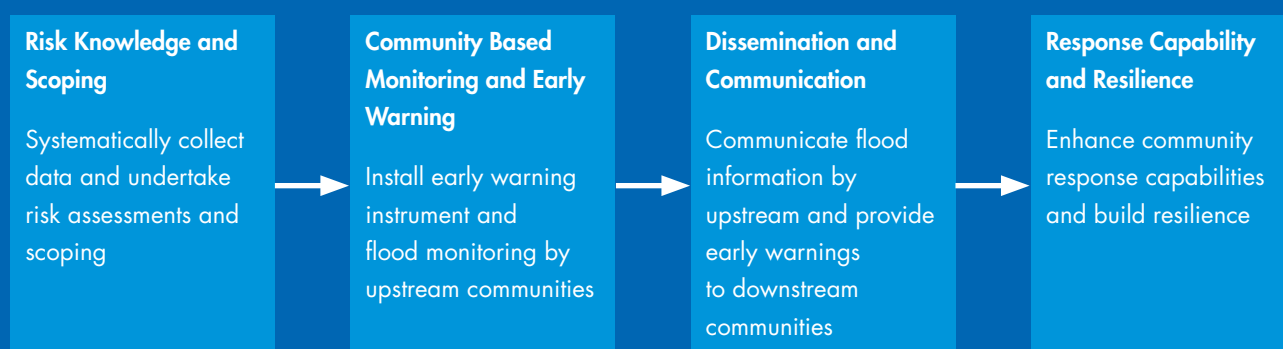 Risk Knowledge and
Scoping
Systematically collect
data and undertake
risk assessments and
scoping
Community Based
Monitoring and Early
Warning
Install early warning
instrument and
flood monitoring by
upstream communities
Dissemination and
Communication
Communicate flood
information by
upstream and provide
early warnings
to downstream
communities
Response Capability
and Resilience
Enhance community
response capabilities
and build resilience